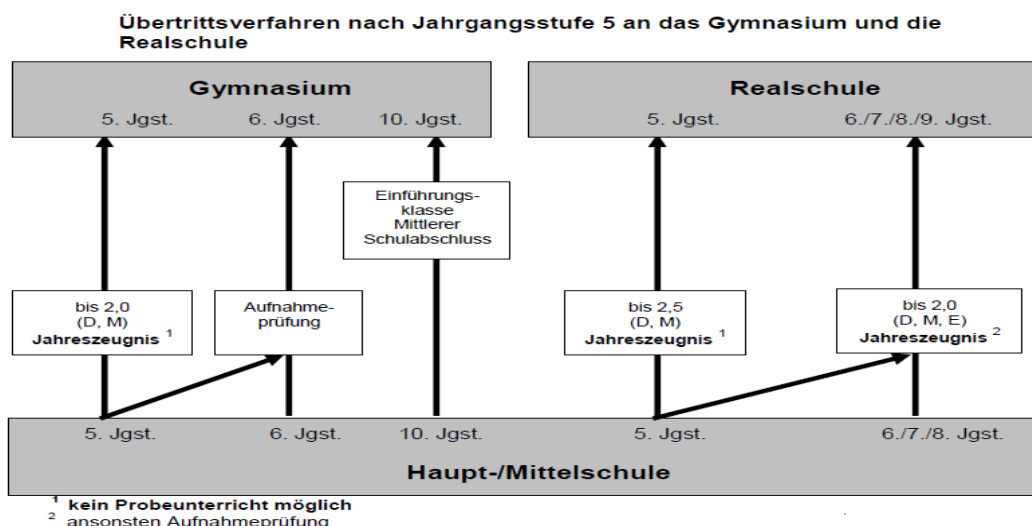 Übertrittsverfahren nach Jahrgangsstufe 5 an das Gymnasium und die
Realschule
Gymnasium
5. Jgst. 6. Jgst. 10. Jgst.
Realschule
5. Jgst. 6./7./8./9. Jgst.
Einführungs-
klasse
Mittlerer
Schulabschluss
bis 2,0
(D, M)
Jahreszeugnis ¹
Aufnahme-
prüfung
bis 2,5
(D, M)
Jahreszeugnis ¹
bis 2,0
(D, M, E)
Jahreszeugnis ²
5. Jgst. 6. Jgst. 10. Jgst. 5. Jgst. 6./7./8. Jgst.
Haupt-/Mittelschule
¹ kein Probeunterricht möglich
² ansonsten Aufnahmeprüfung